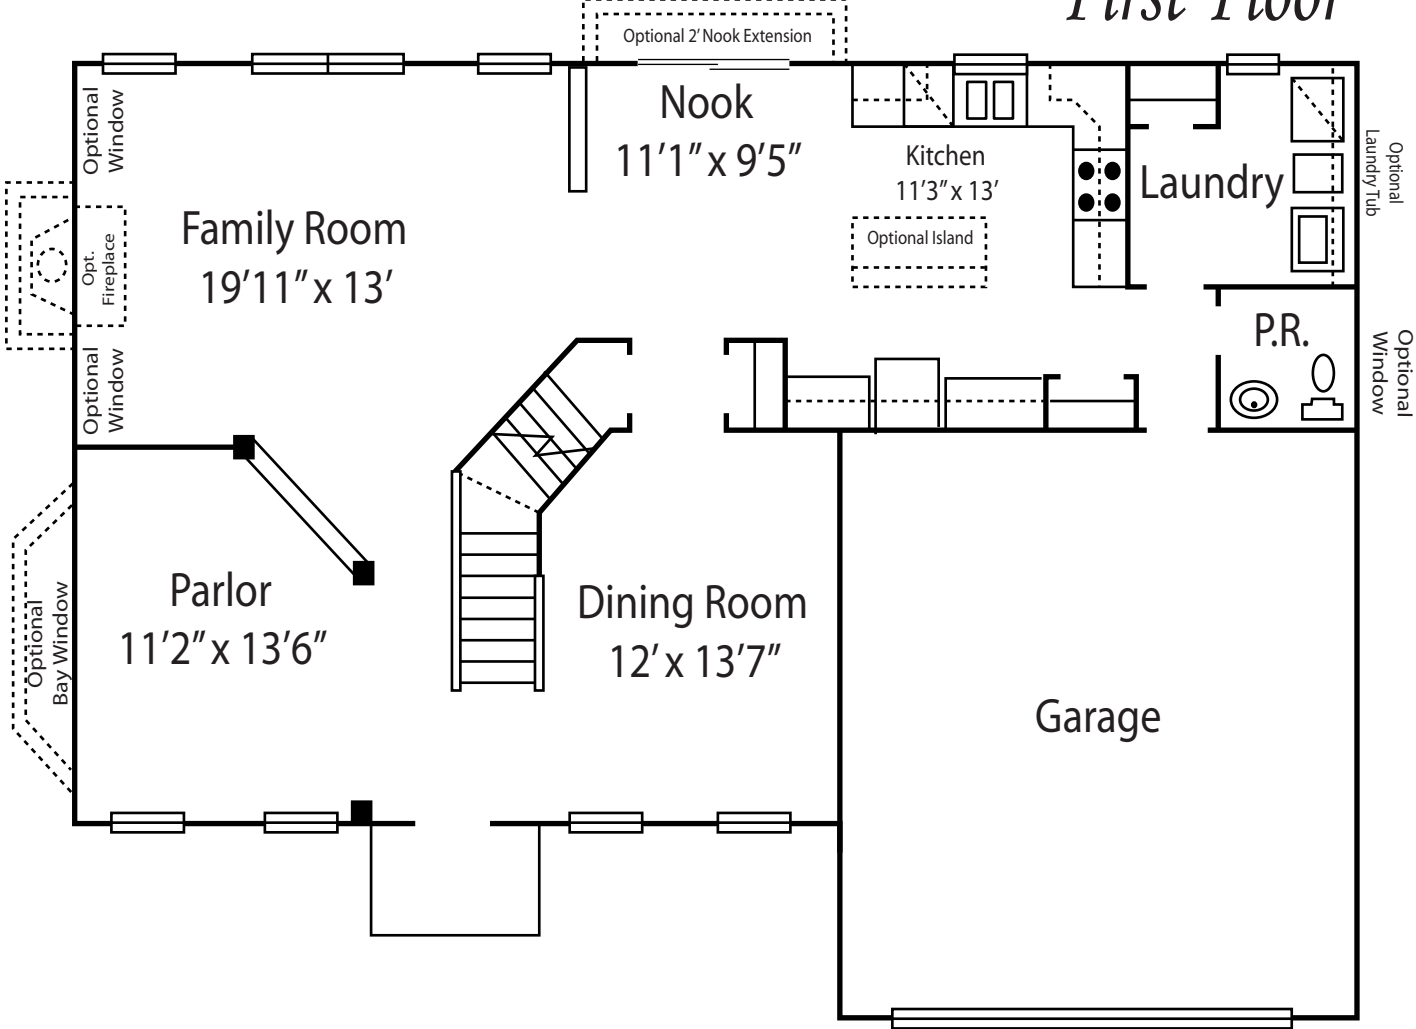 First Floor
Optional 2' Nook Extension
Optional
Window
Nook
11'1" x 9'5"
Kitchen
11'3" x 13'
Laundry
Optional
Laundry Tub
Family Room
19'11" x 13'
Opt.
Fireplace
Optional Island
P.R.
Optional
Window
Optional
Window
Parlor
11'2" x 13'6"
Dining Room
12' x 13'7"
Optional
Bay Window
Garage